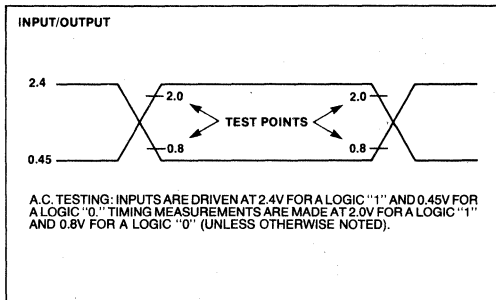 INPUT/OUTPUT
2.4
2.0
2.0
TEST POINTS
0.8
0.8
0.45
A.C. TESTING: INPUTS ARE DRIVEN AT 2.4V FOR A LOGIC "1" AND 0.45V FOR
A LOGIC "0." TIMING MEASUREMENTS ARE MADE AT 2.0V FOR A LOGIC "1"
AND 0.8V FOR A LOGIC "0" (UNLESS OTHERWISE NOTED).